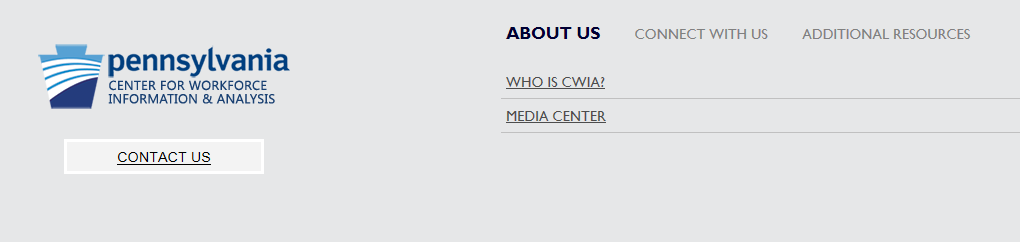 pennsylvania
CENTER FOR WORKFORCE
INFORMATION & ANALYSIS
CONTACT US
ABOUT US CONNECT WITH US ADDITIONAL RESOURCES
WHO IS CWIA?
MEDIA CENTER